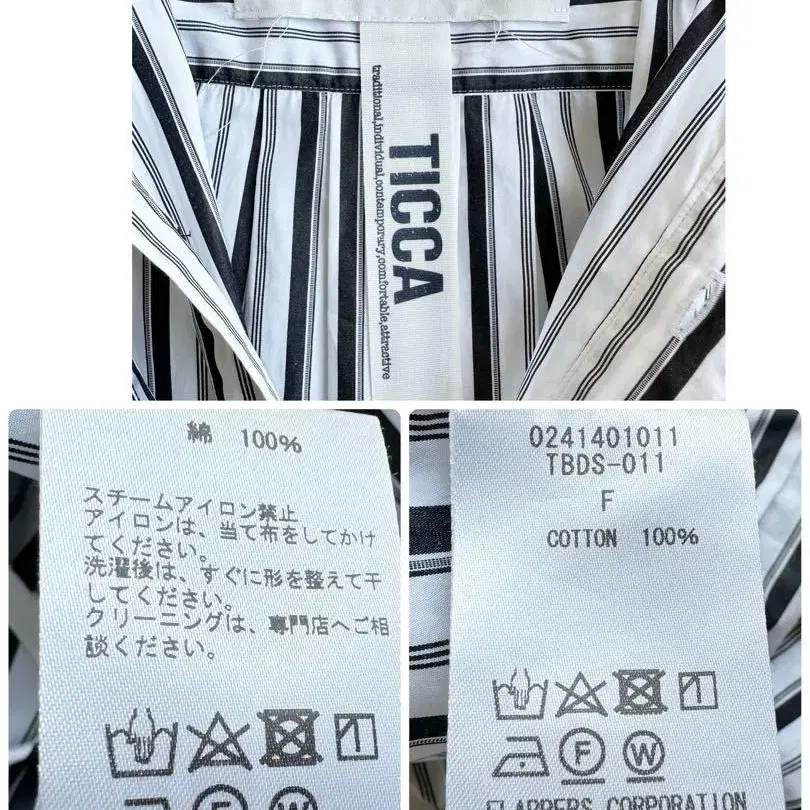 TICCA
traditional,individual,contemporary,comfortable,attractive
綿 100%
スチームアイロン禁止
アイロンは、当て布をしてかけ
てください。
洗濯後は、すぐに形を整えて干
してください。
クリーニングは、専門店へご相
談ください。
0241401011
TBDS-011
F
COTTON 100%
F W
FLAPPERS CORPORATION